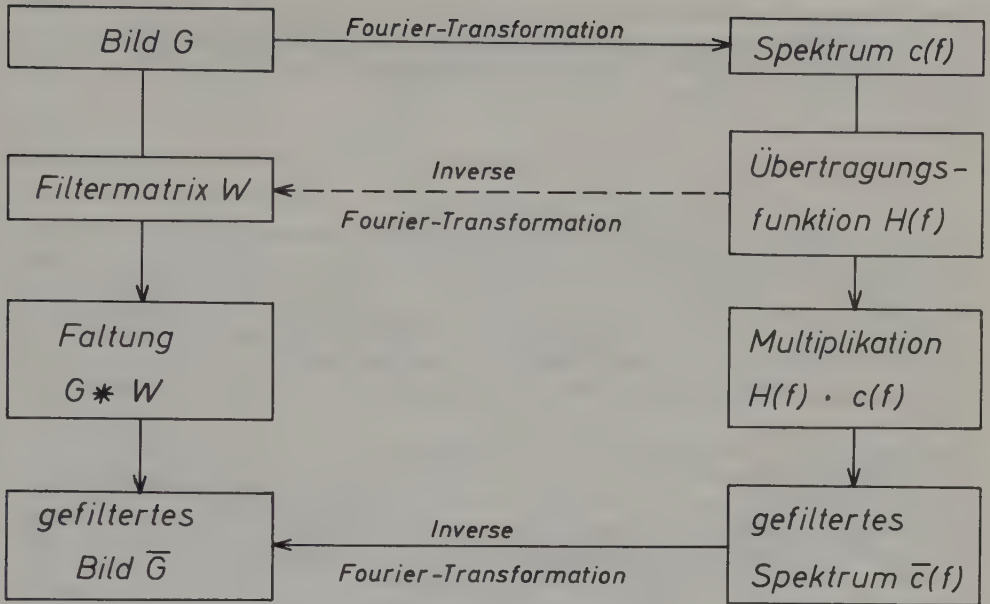 Bild G
Fourier-Transformation
Spektrum c(f)
Filtermatrix W
Inverse
Fourier-Transformation
Übertragungs-
funktion H(f)
Faltung
G * W
Multiplikation
H(f) · c(f)
gefiltertes
Bild G̅
Inverse
Fourier-Transformation
gefiltertes
Spektrum c̅(f)